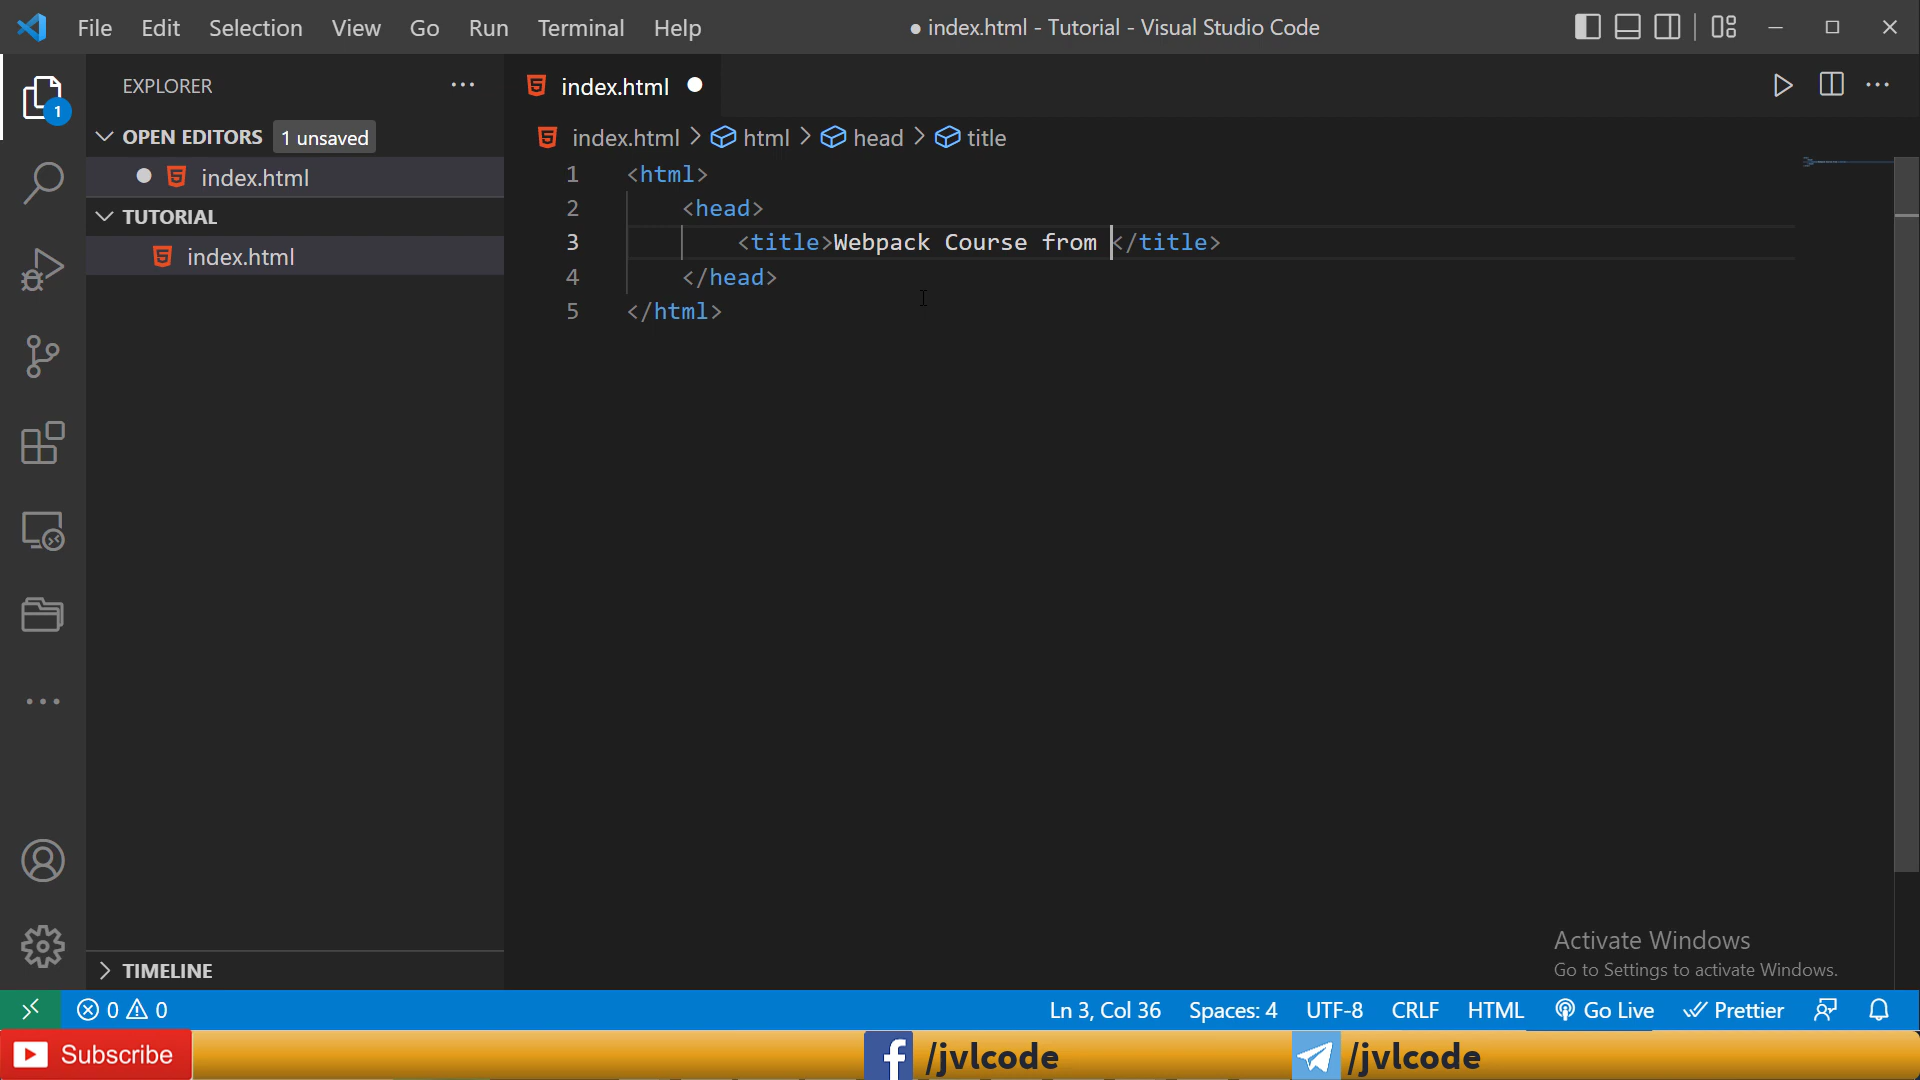 File Edit Selection View Go Run Terminal Help
● index.html - Tutorial - Visual Studio Code
EXPLORER
index.html
1
OPEN EDITORS 1 unsaved
index.html > html > head > title
index.html
TUTORIAL
index.html
1 <html>
2 <head>
3 <title>Webpack Course from </title>
4 </head>
5 </html>
Activate Windows
Go to Settings to activate Windows.
TIMELINE
0 0
Ln 3, Col 36 Spaces: 4 UTF-8 CRLF HTML Go Live Prettier
Subscribe
/jvlcode
/jvlcode